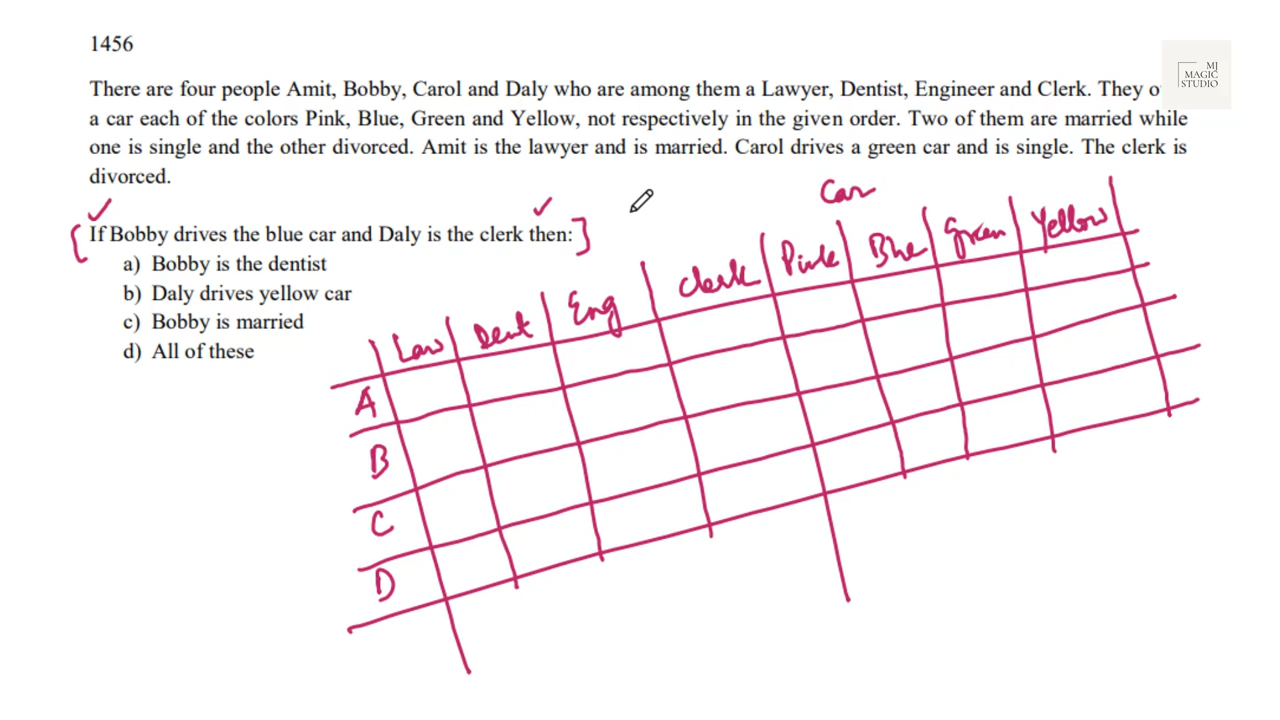 1456
MJ
MAGIC
STUDIO
There are four people Amit, Bobby, Carol and Daly who are among them a Lawyer, Dentist, Engineer and Clerk. They o
a car each of the colors Pink, Blue, Green and Yellow, not respectively in the given order. Two of them are married while
one is single and the other divorced. Amit is the lawyer and is married. Carol drives a green car and is single. The clerk is
divorced.
If Bobby drives the blue car and Daly is the clerk then:
a) Bobby is the dentist
b) Daly drives yellow car
c) Bobby is married
d) All of these
Car
Law Dent Eng Clerk Pink Blue Green Yellow
A
B
C
D